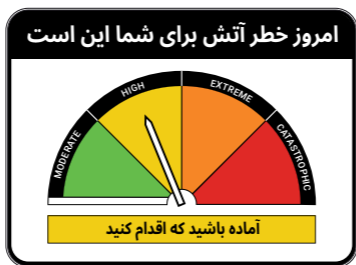 امروز خطر آتش برای شما این است
MODERATE
HIGH
EXTREME
CATASTROPHIC
آماده باشید که اقدام کنید